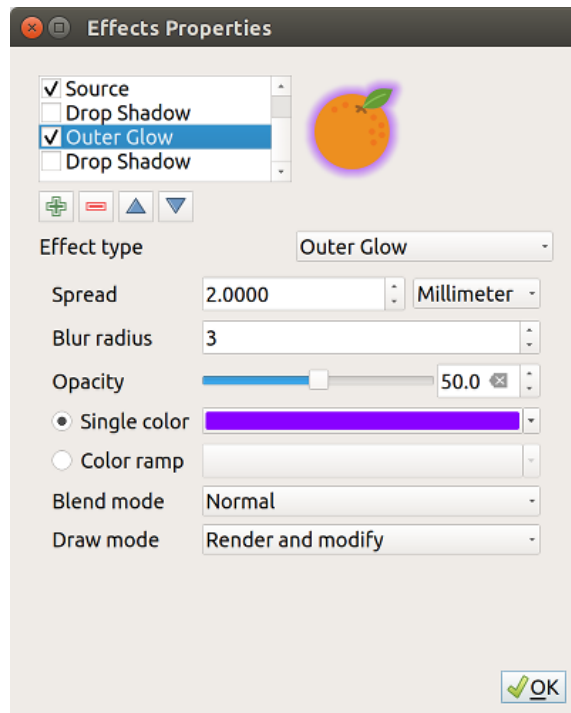 Effects Properties
Source
Drop Shadow
Outer Glow
Drop Shadow
Effect type Outer Glow
Spread 2.0000 Millimeter
Blur radius 3
Opacity 50.0
Single color
Color ramp
Blend mode Normal
Draw mode Render and modify
OK